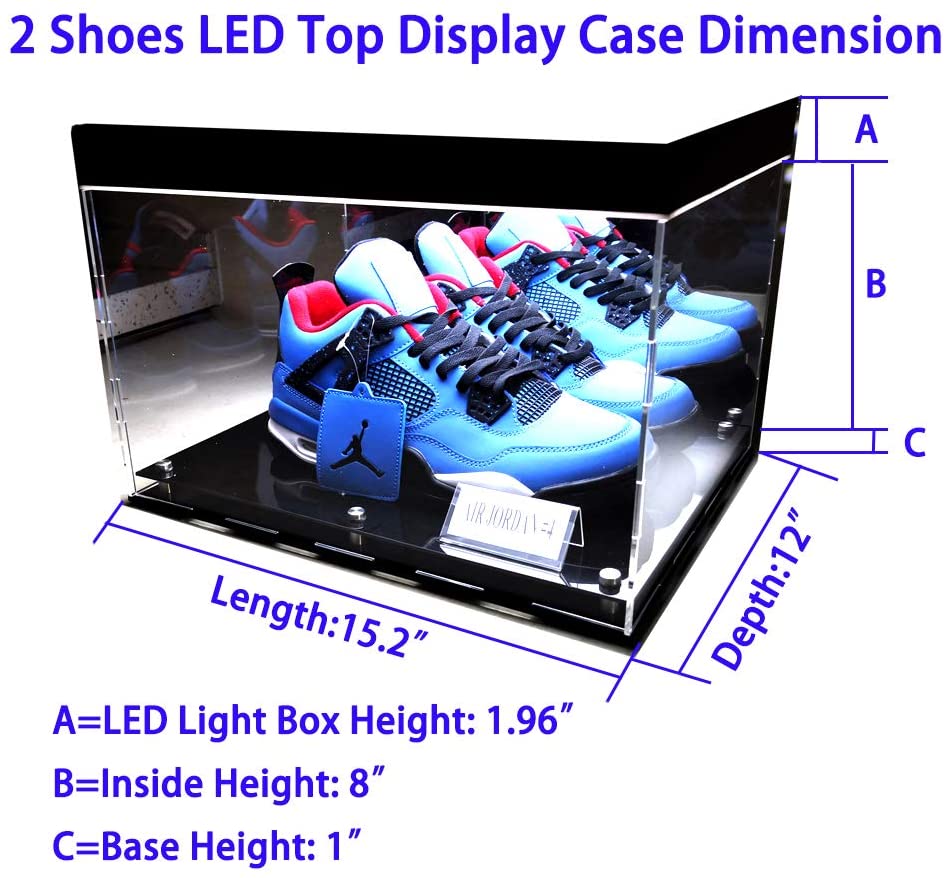 2 Shoes LED Top Display Case Dimension
A
B
C
AIR JORDAN 4
Length:15.2″
Depth:12″
A=LED Light Box Height: 1.96″
B=Inside Height: 8″
C=Base Height: 1″